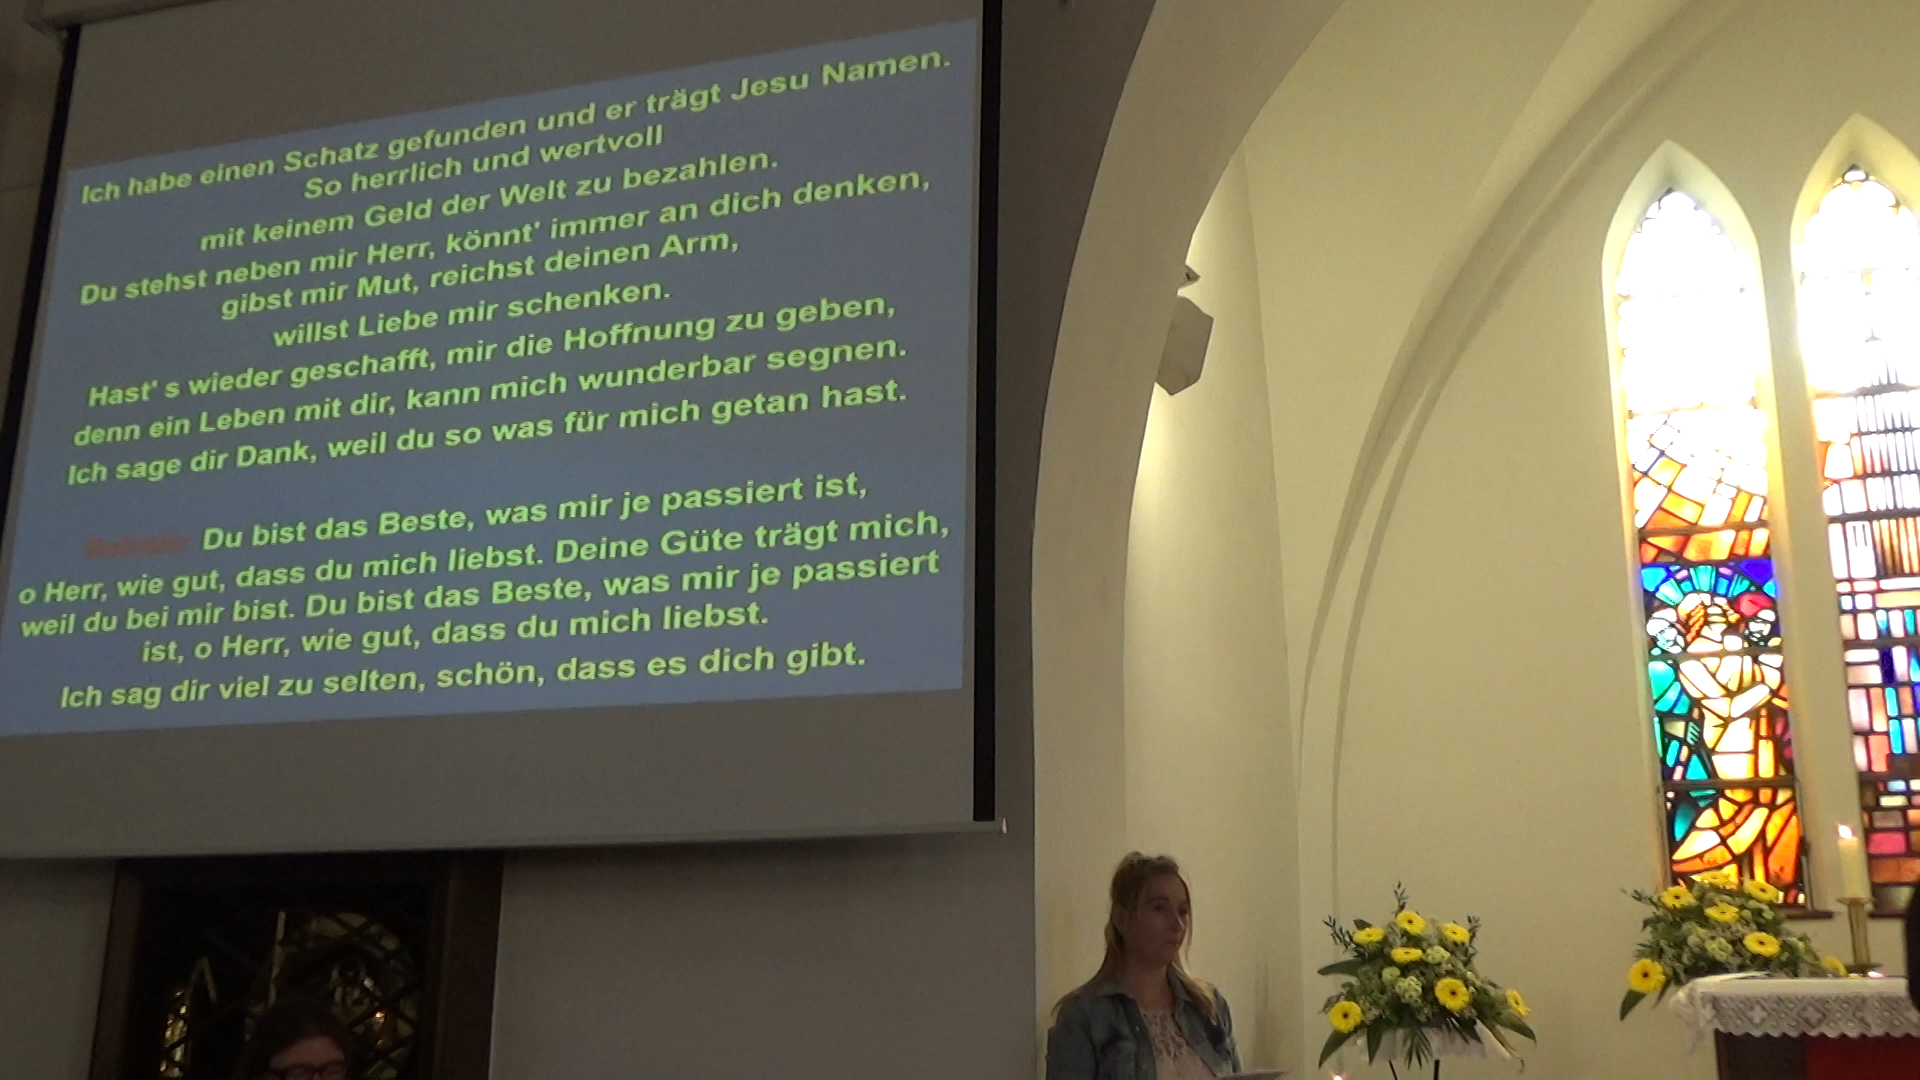 Ich habe einen Schatz gefunden und er trägt Jesu Namen.
So herrlich und wertvoll
mit keinem Geld der Welt zu bezahlen.
Du stehst neben mir Herr, könnt' immer an dich denken,
gibst mir Mut, reichst deinen Arm,
willst Liebe mir schenken.
Hast' s wieder geschafft, mir die Hoffnung zu geben,
denn ein Leben mit dir, kann mich wunderbar segnen.
Ich sage dir Dank, weil du so was für mich getan hast.
Du bist das Beste, was mir je passiert ist,
o Herr, wie gut, dass du mich liebst. Deine Güte trägt mich,
weil du bei mir bist. Du bist das Beste, was mir je passiert
ist, o Herr, wie gut, dass du mich liebst.
Ich sag dir viel zu selten, schön, dass es dich gibt.